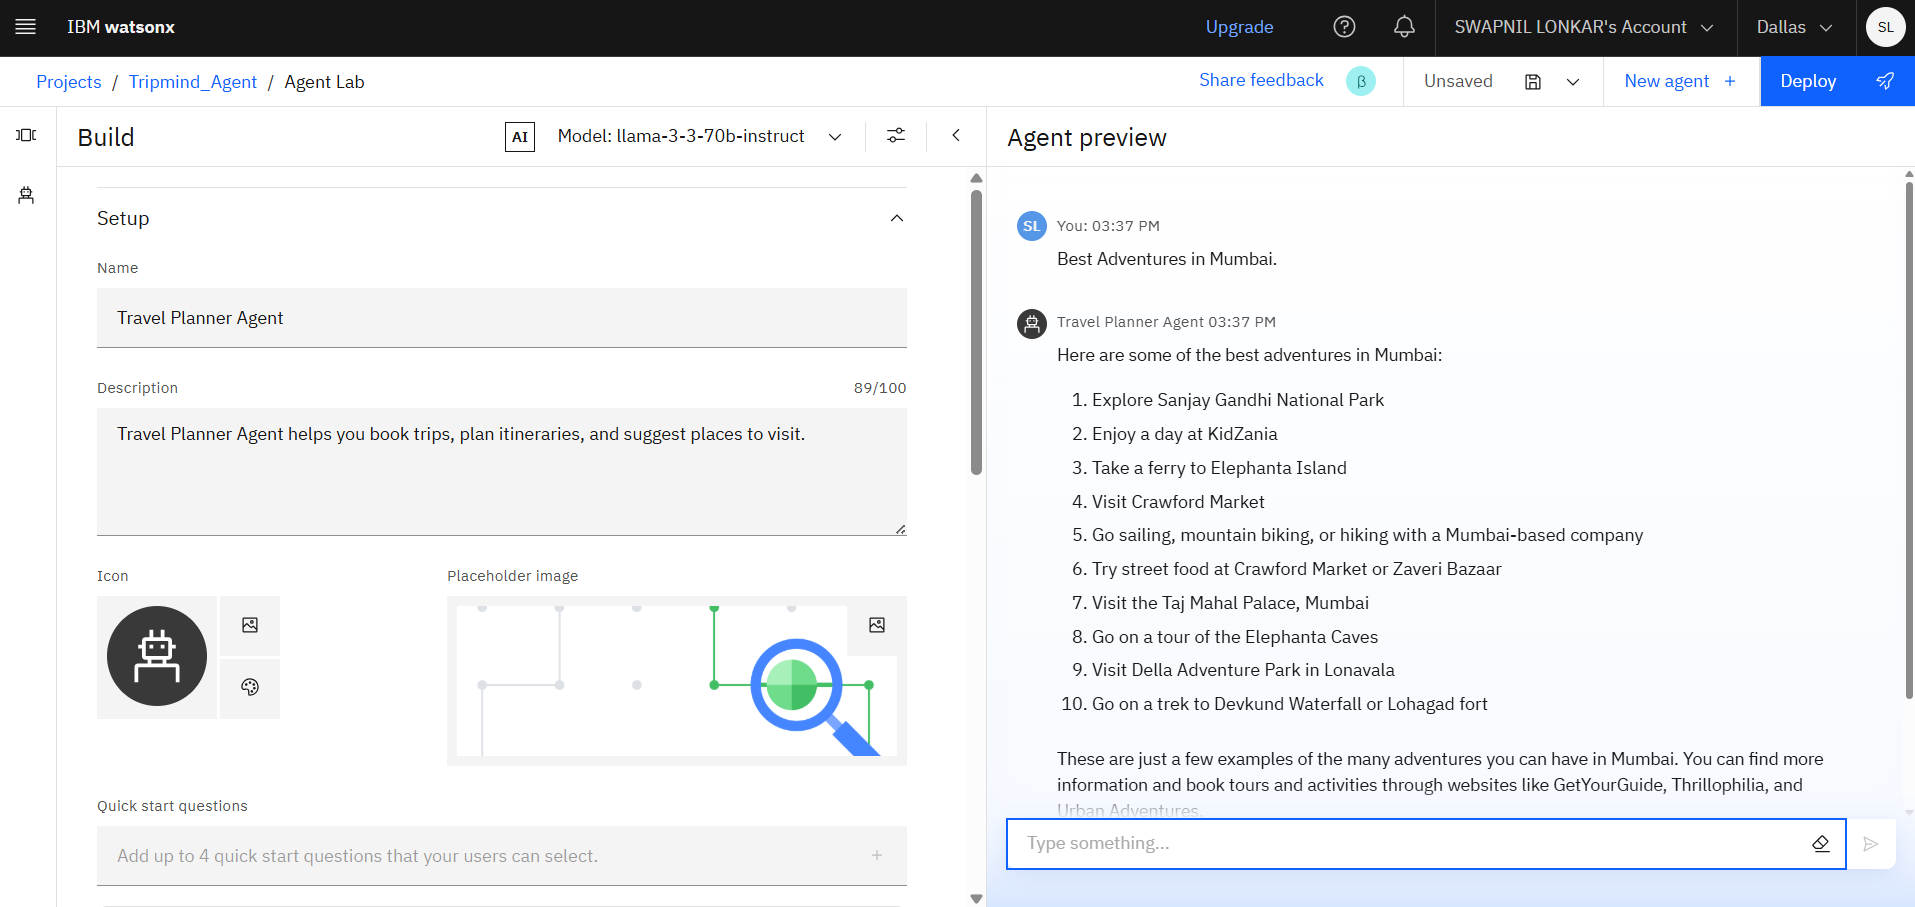 IBM watsonx
Upgrade
SWAPNIL LONKAR's Account
Dallas
SL
Projects / Tripmind_Agent / Agent Lab
Share feedback
β
Unsaved
New agent +
Deploy
Build
AI
Model: llama-3-3-70b-instruct
Setup
Name
Travel Planner Agent
Description
89/100
Travel Planner Agent helps you book trips, plan itineraries, and suggest places to visit.
Icon
Placeholder image
Quick start questions
Add up to 4 quick start questions that your users can select.
Agent preview
SL
You: 03:37 PM
Best Adventures in Mumbai.
Travel Planner Agent 03:37 PM
Here are some of the best adventures in Mumbai:
1. Explore Sanjay Gandhi National Park
2. Enjoy a day at KidZania
3. Take a ferry to Elephanta Island
4. Visit Crawford Market
5. Go sailing, mountain biking, or hiking with a Mumbai-based company
6. Try street food at Crawford Market or Zaveri Bazaar
7. Visit the Taj Mahal Palace, Mumbai
8. Go on a tour of the Elephanta Caves
9. Visit Della Adventure Park in Lonavala
10. Go on a trek to Devkund Waterfall or Lohagad fort
These are just a few examples of the many adventures you can have in Mumbai. You can find more
information and book tours and activities through websites like GetYourGuide, Thrillophilia, and
Urban Adventures.
Type something...